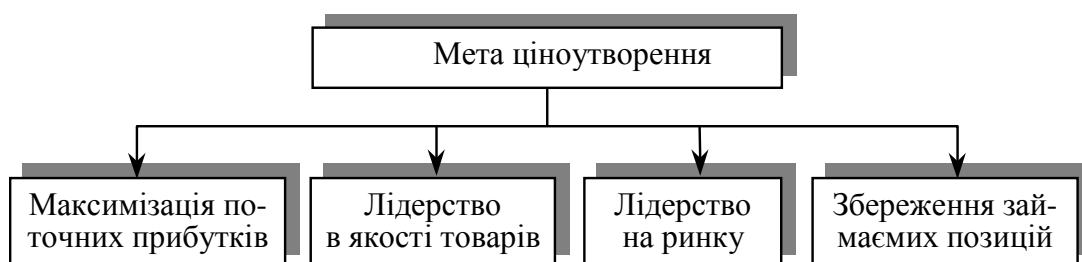 Мета ціноутворення
Максимізація по-
точних прибутків
Лідерство
в якості товарів
Лідерство
на ринку
Збереження зай-
маємих позицій